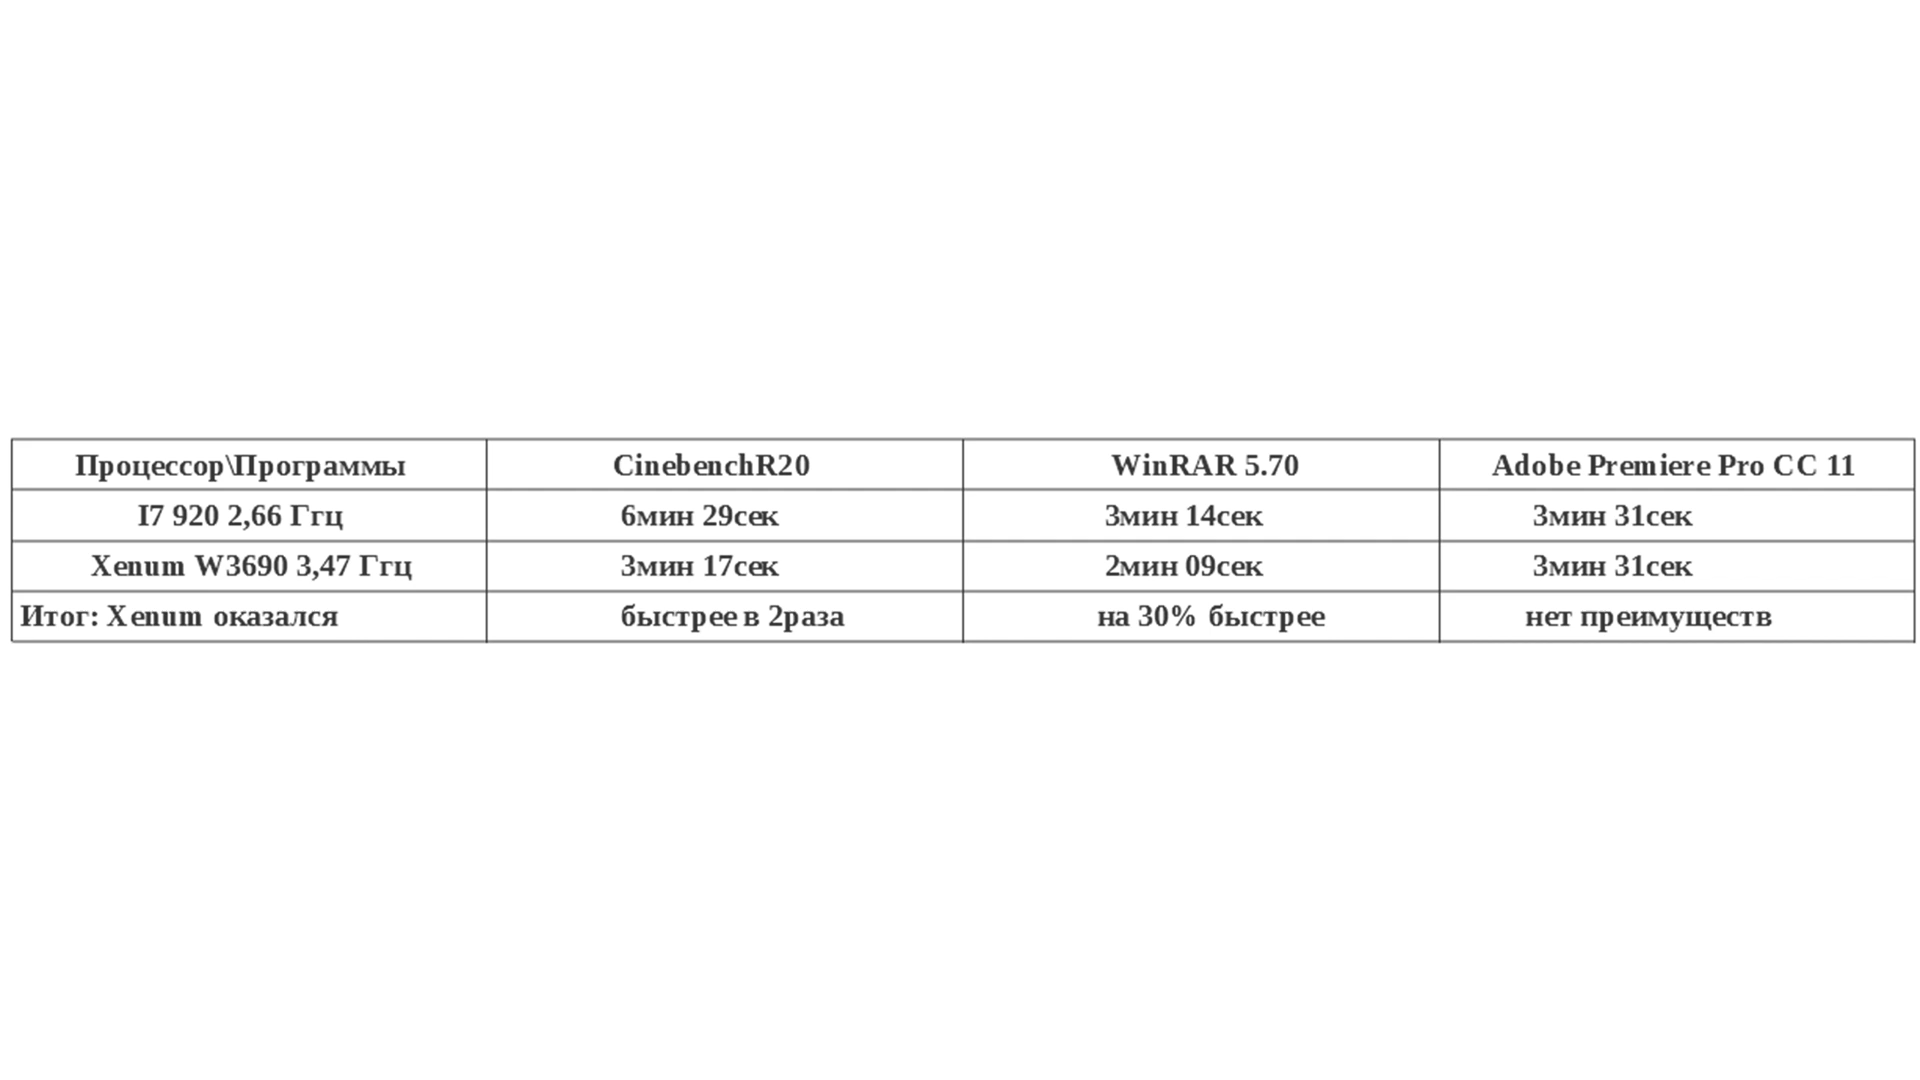 Процессор\Программы CinebenchR20 WinRAR 5.70 Adobe Premiere Pro CC 11
I7 920 2,66 Ггц 6мин 29сек 3мин 14сек 3мин 31сек
Xenum W3690 3,47 Ггц 3мин 17сек 2мин 09сек 3мин 31сек
Итог: Xenum оказался быстрее в 2раза на 30% быстрее нет преимуществ